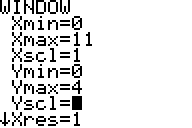 WINDOW
Xmin=0
Xmax=11
Xscl=1
Ymin=0
Ymax=4
Yscl=
↓Xres=1